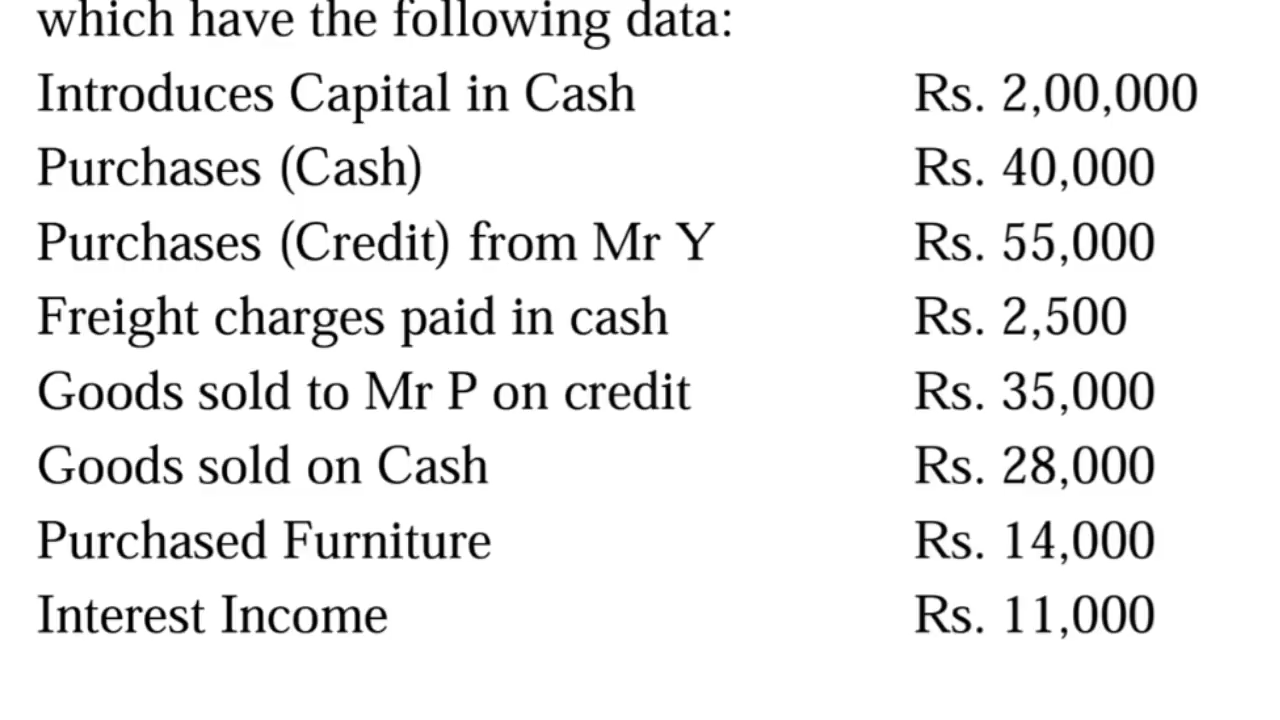 which have the following data:
Introduces Capital in Cash Rs. 2,00,000
Purchases (Cash) Rs. 40,000
Purchases (Credit) from Mr Y Rs. 55,000
Freight charges paid in cash Rs. 2,500
Goods sold to Mr P on credit Rs. 35,000
Goods sold on Cash Rs. 28,000
Purchased Furniture Rs. 14,000
Interest Income Rs. 11,000